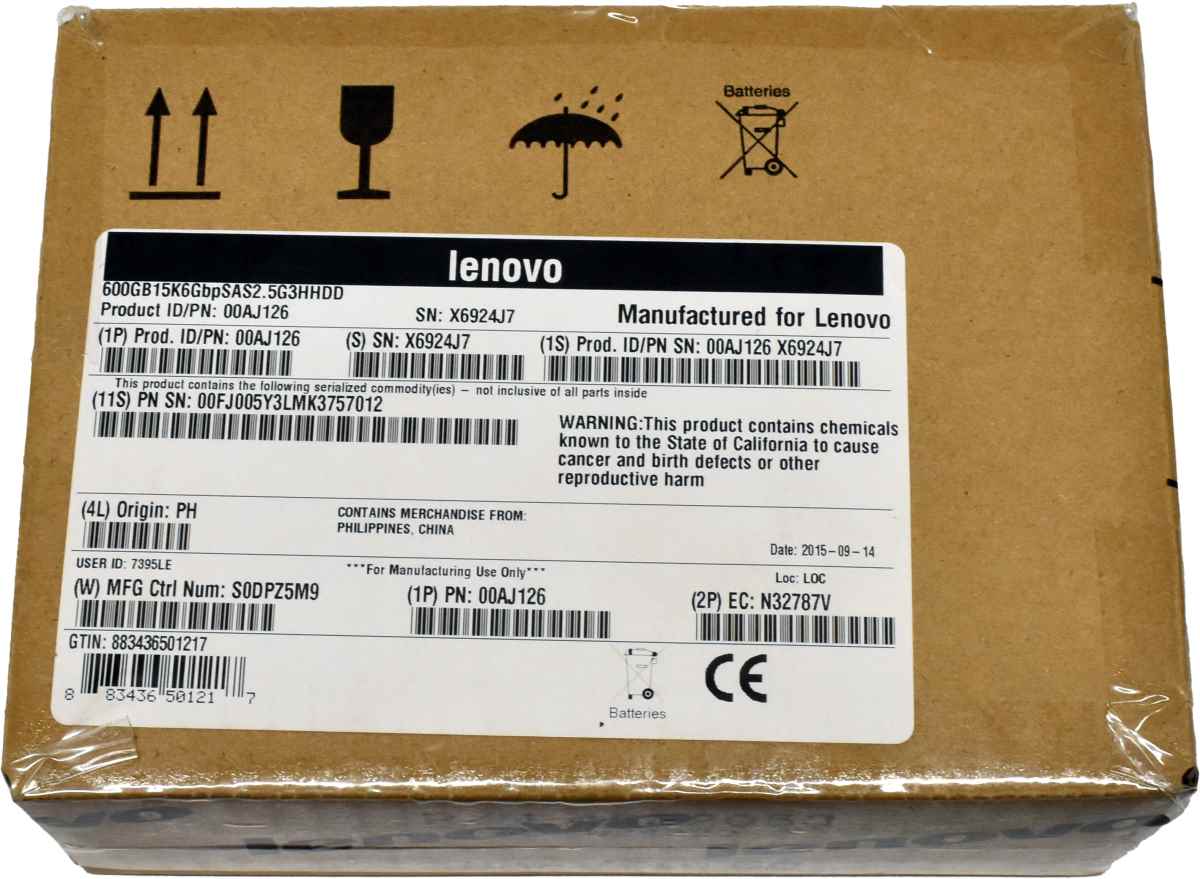 Batteries
lenovo
600GB15K6GbpSAS2.5G3HHDD
Product ID/PN: 00AJ126 SN: X6924J7 Manufactured for Lenovo
(1P) Prod. ID/PN: 00AJ126 (S) SN: X6924J7 (1S) Prod. ID/PN SN: 00AJ126 X6924J7
This product contains the following serialized commodity(ies) – not inclusive of all parts inside
(11S) PN SN: 00FJ005Y3LMK3757012
WARNING:This product contains chemicals
known to the State of California to cause
cancer and birth defects or other
reproductive harm
(4L) Origin: PH
CONTAINS MERCHANDISE FROM:
PHILIPPINES, CHINA
Date: 2015-09-14
USER ID: 7395LE ***For Manufacturing Use Only*** Loc: LOC
(W) MFG Ctrl Num: S0DPZ5M9 (1P) PN: 00AJ126 (2P) EC: N32787V
GTIN: 883436501217
8 83436 50121 7
CE
Batteries
lenovo